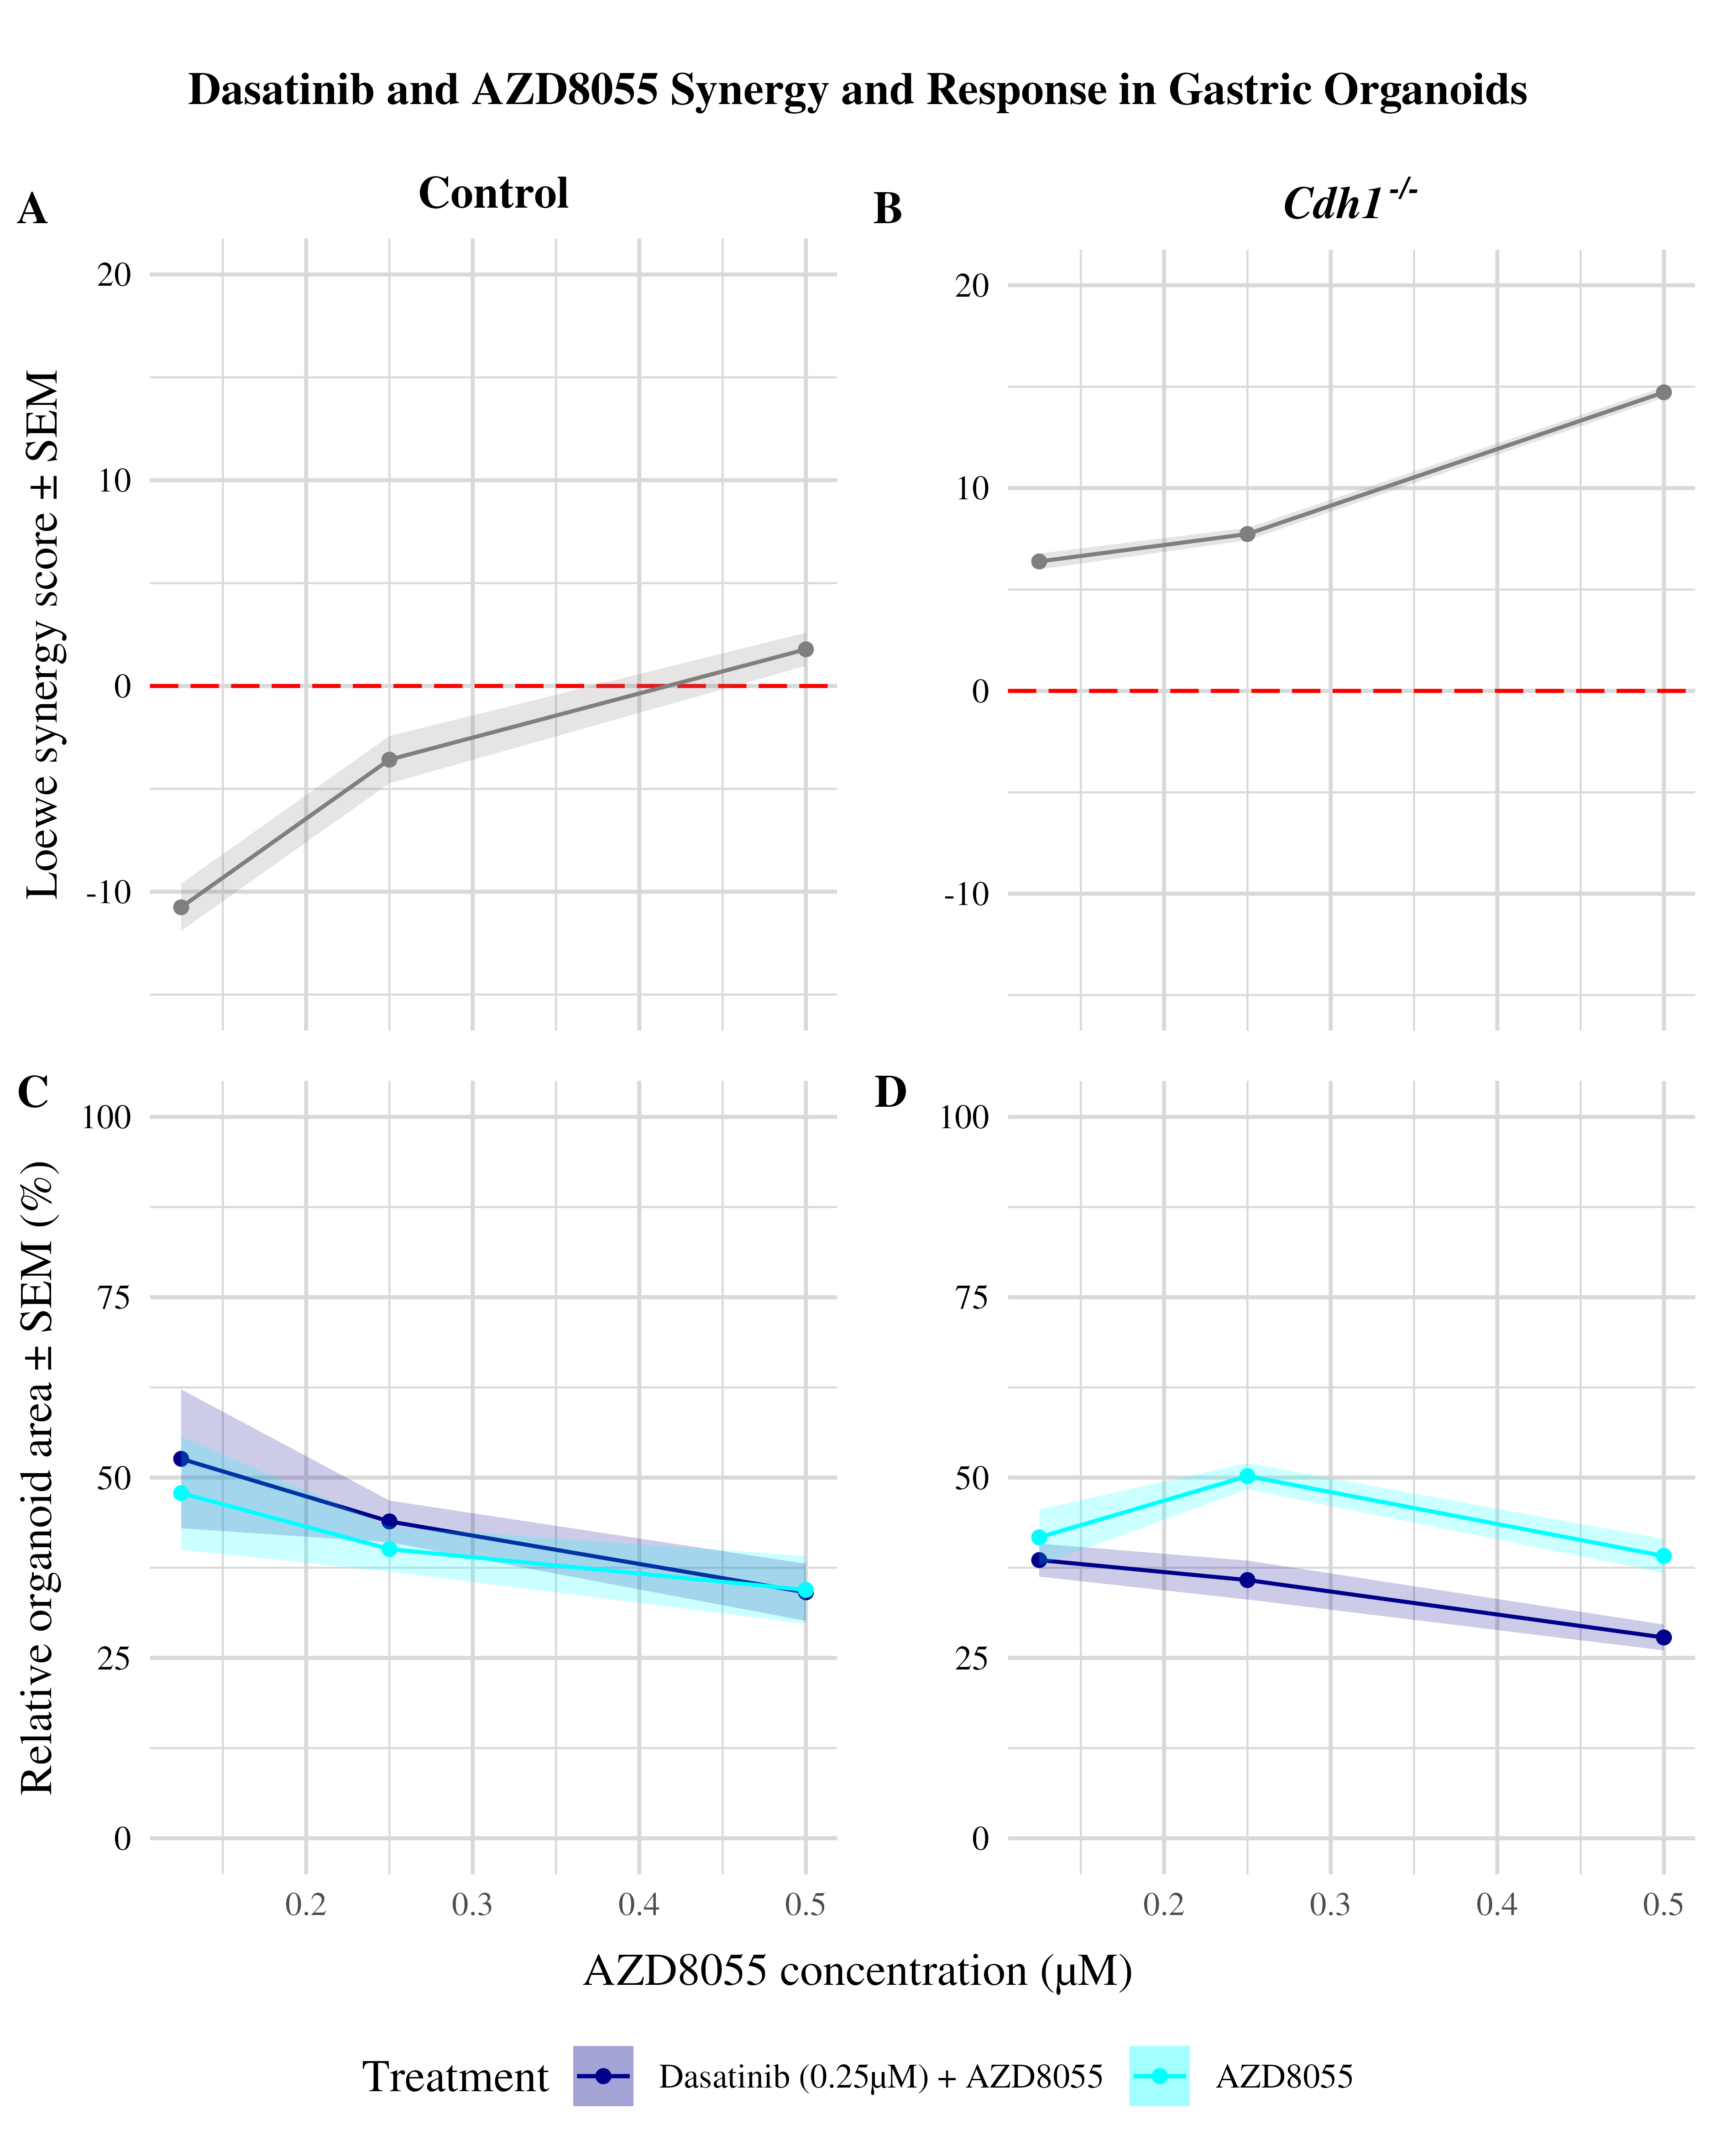 Dasatinib and AZD8055 Synergy and Response in Gastric Organoids
A
Control
B
Cdh1 -/-
Loewe synergy score ± SEM
20
10
0
-10
20
10
0
-10
C
D
Relative organoid area ± SEM (%)
100
75
50
25
0
100
75
50
25
0
0.2 0.3 0.4 0.5
0.2 0.3 0.4 0.5
AZD8055 concentration (μM)
Treatment Dasatinib (0.25μM) + AZD8055 AZD8055